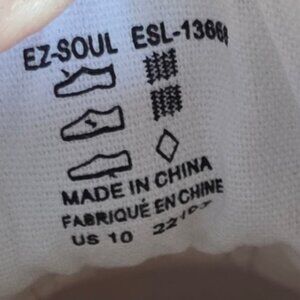 EZ-SOUL
MADE IN CHINA
FABRIQUÉ EN CHINE
US 10